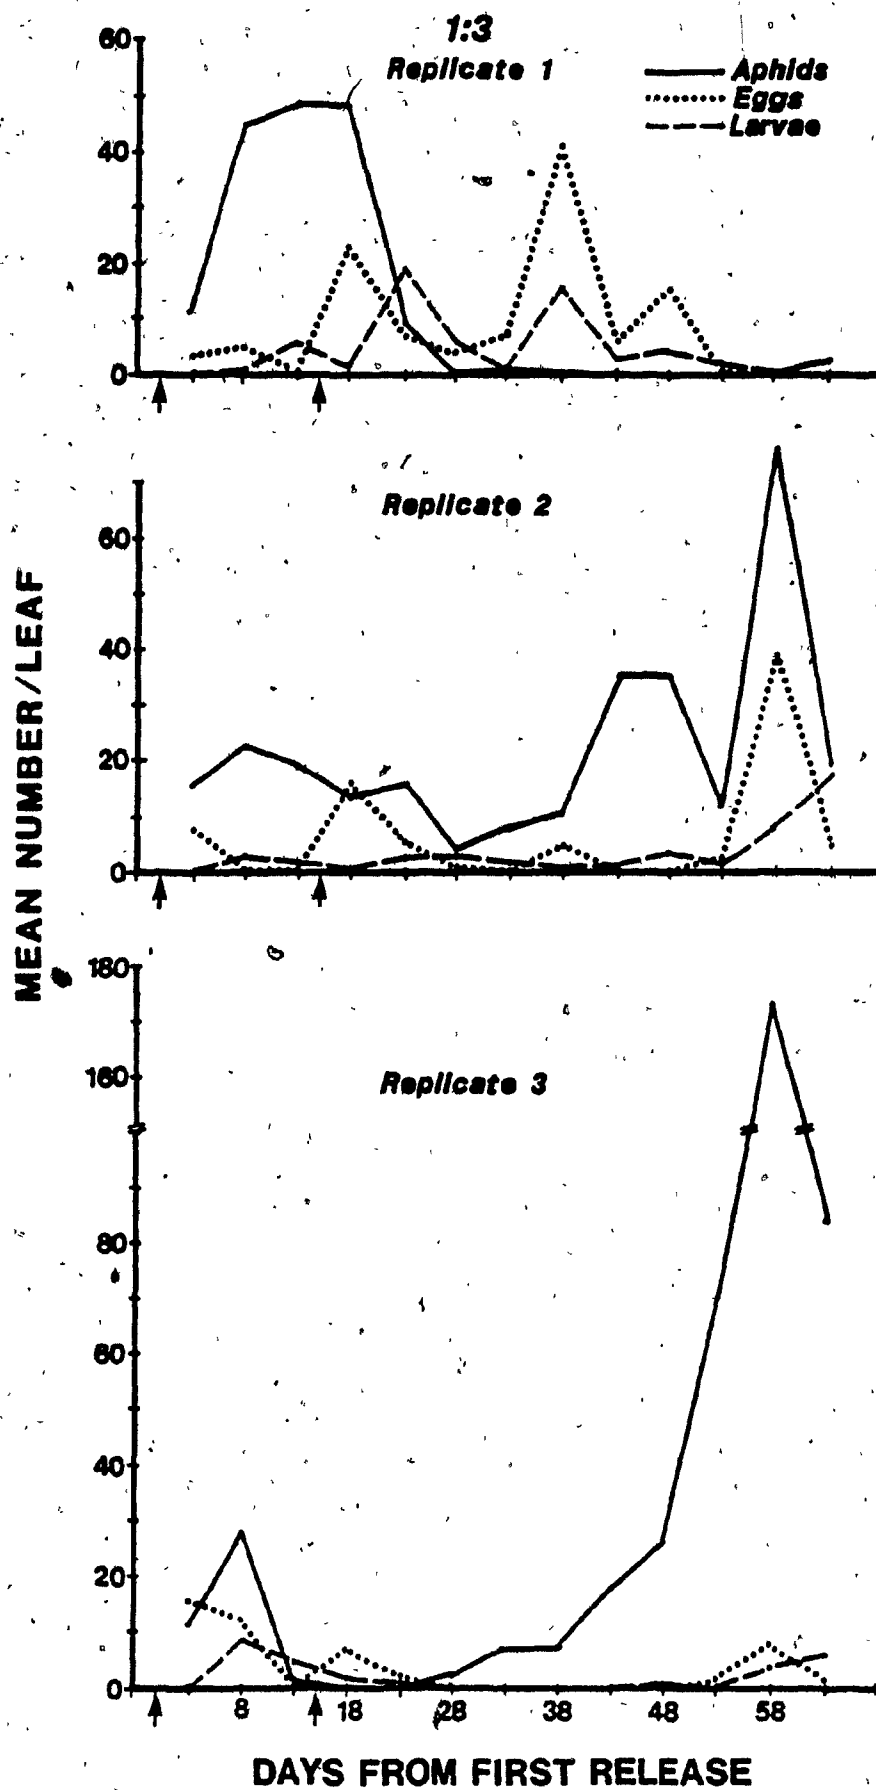 1:3
Replicate 1
Aphids
Eggs
Larvae
60
40
20
0
Replicate 2
60
40
20
0
MEAN NUMBER/LEAF
Replicate 3
180
160
80
60
40
20
0
8 18 28 38 48 58
DAYS FROM FIRST RELEASE